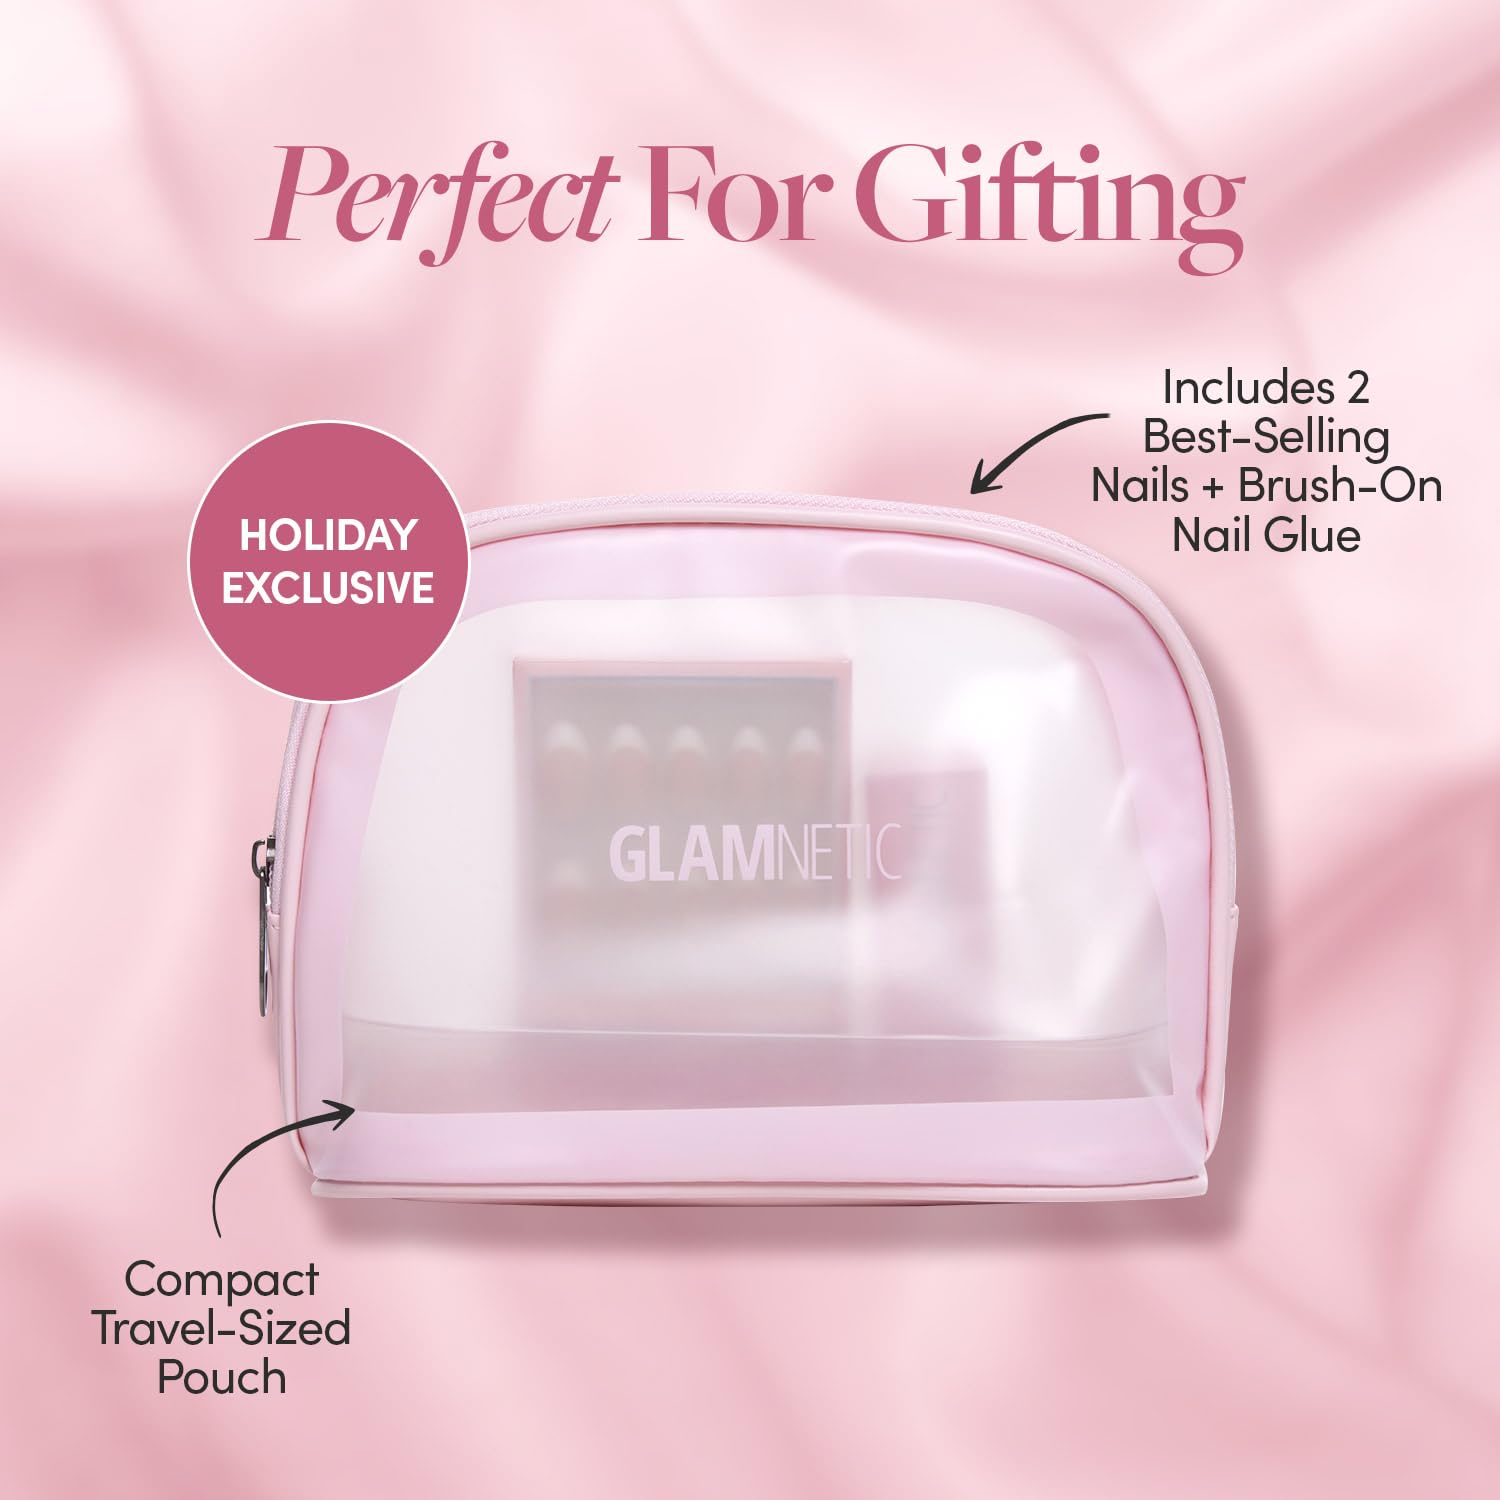 Perfect For Gifting
Includes 2
Best-Selling
Nails + Brush-On
Nail Glue
HOLIDAY
EXCLUSIVE
GLAMNETIC
Compact
Travel-Sized
Pouch